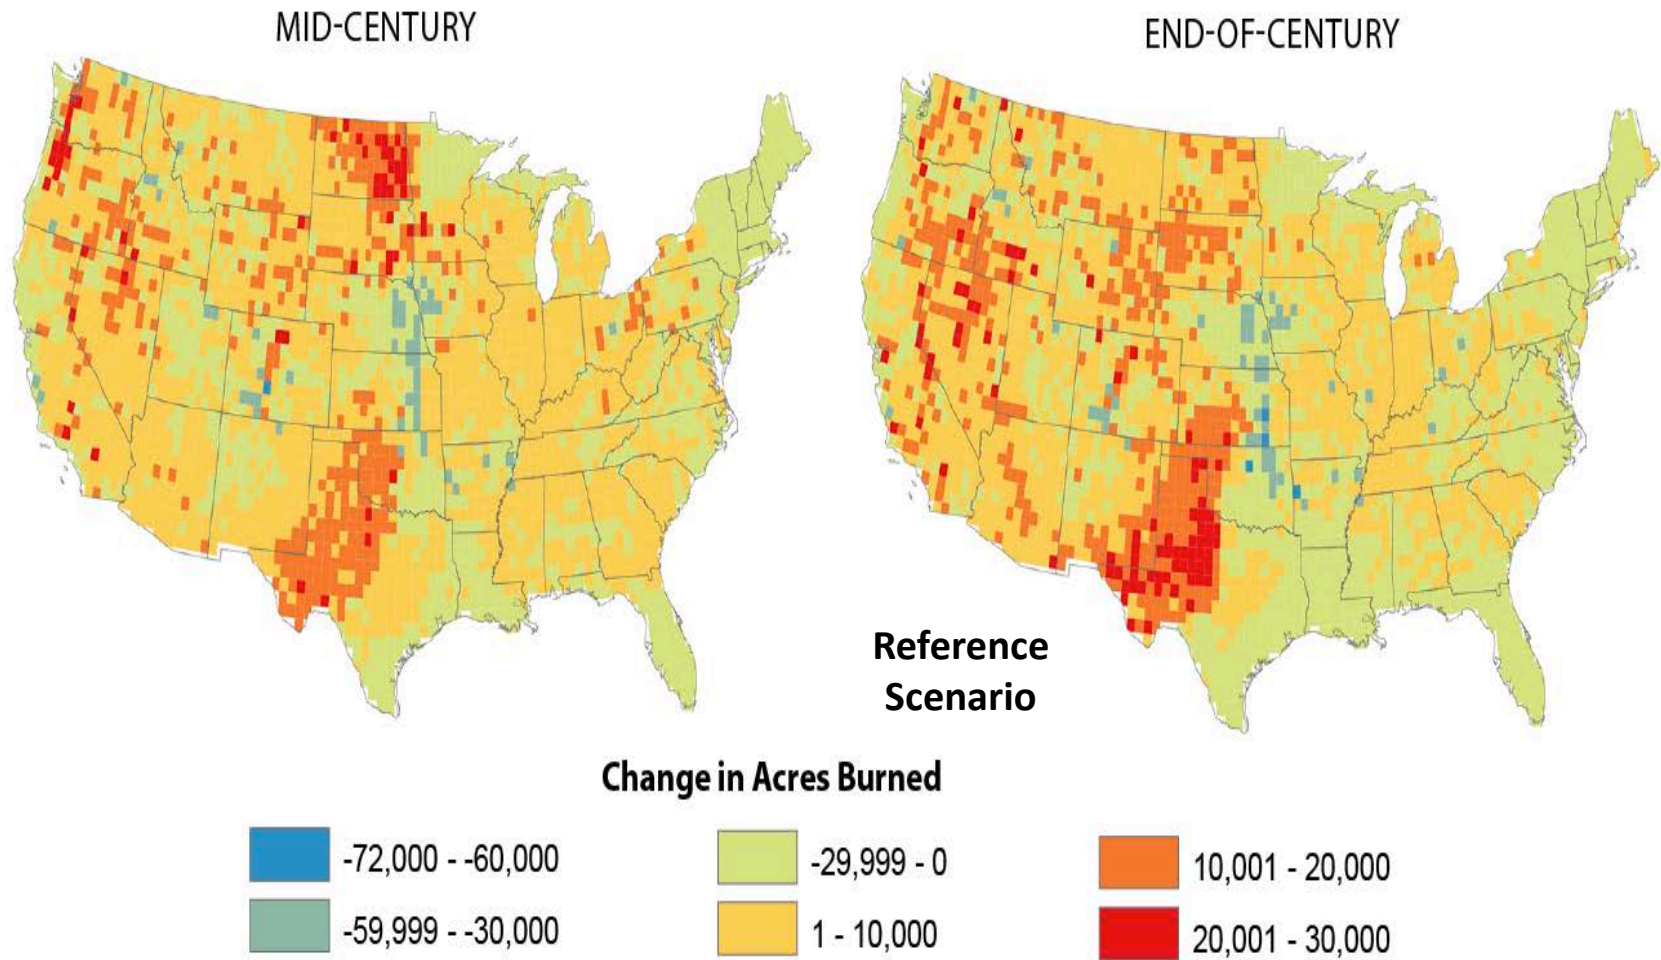 MID-CENTURY
END-OF-CENTURY
Reference
Scenario
Change in Acres Burned
-72,000 - -60,000
-29,999 - 0
10,001 - 20,000
-59,999 - -30,000
1 - 10,000
20,001 - 30,000